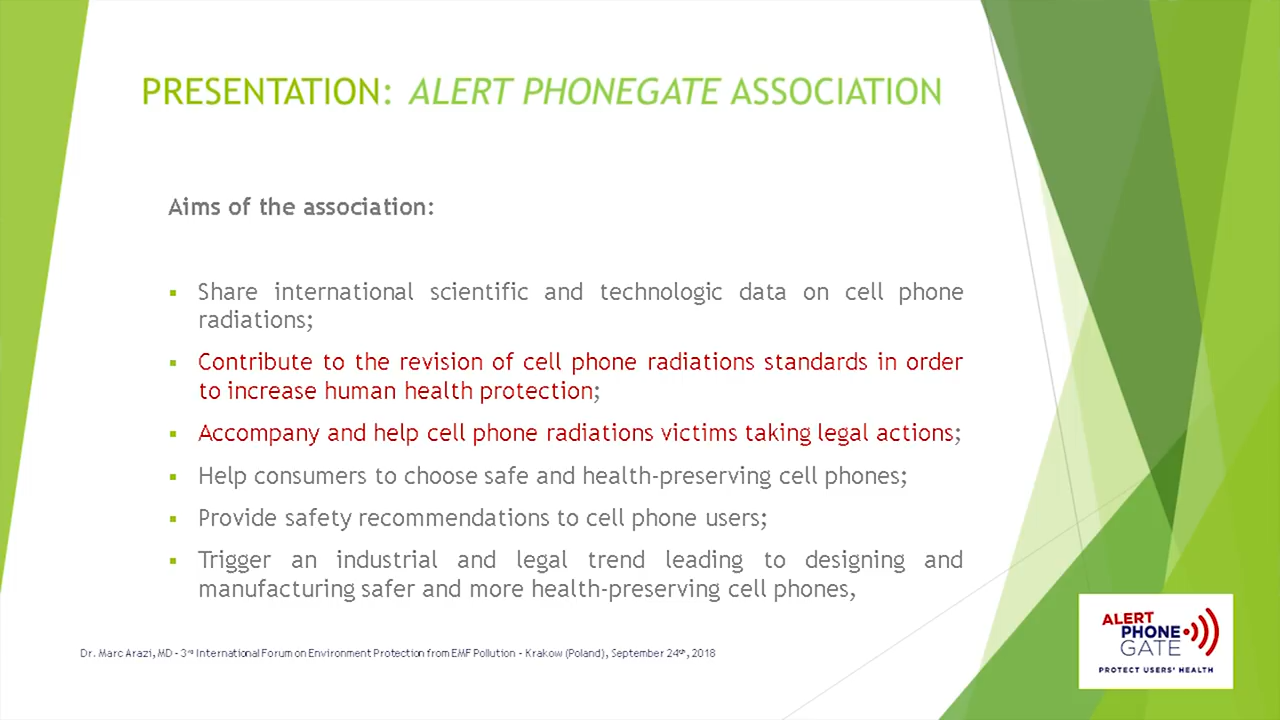 PRESENTATION: ALERT PHONEGATE ASSOCIATION
Aims of the association:
▪ Share international scientific and technologic data on cell phone
radiations;
▪ Contribute to the revision of cell phone radiations standards in order
to increase human health protection;
▪ Accompany and help cell phone radiations victims taking legal actions;
▪ Help consumers to choose safe and health-preserving cell phones;
▪ Provide safety recommendations to cell phone users;
▪ Trigger an industrial and legal trend leading to designing and
manufacturing safer and more health-preserving cell phones,
Dr. Marc Arazi, MD - 3rd International Forum on Environment Protection from EMF Pollution - Krakow (Poland), September 24th, 2018
ALERT
PHONE
GATE
PROTECT USERS' HEALTH